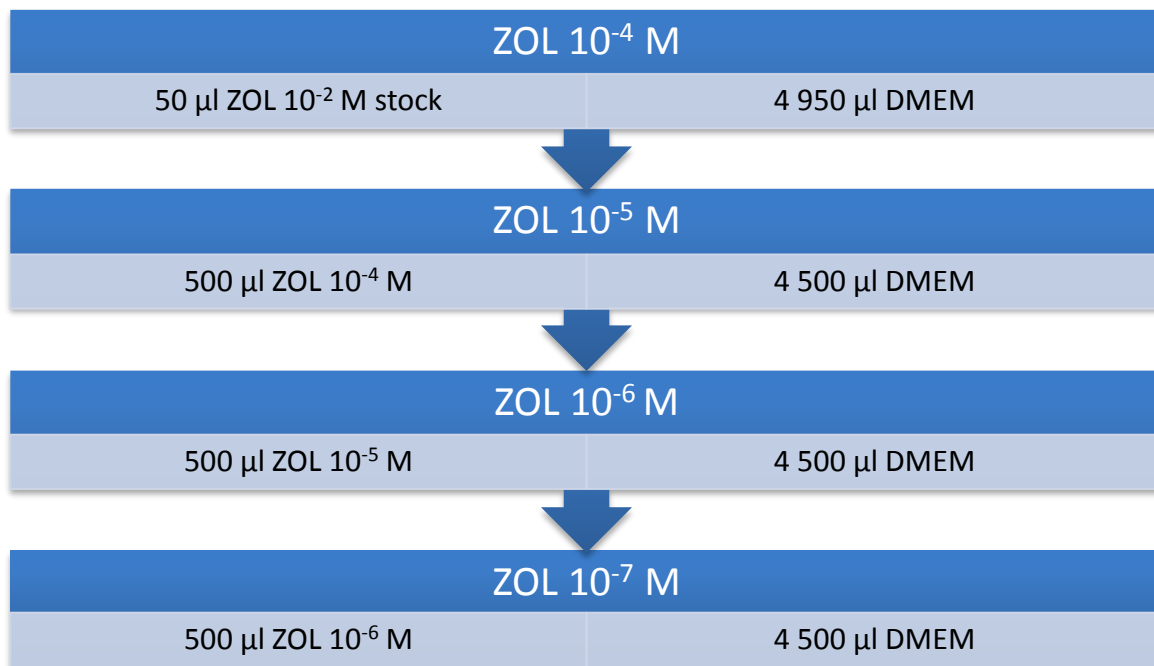 ZOL 10⁻⁴ M
50 µl ZOL 10⁻² M stock
4 950 µl DMEM
ZOL 10⁻⁵ M
500 µl ZOL 10⁻⁴ M
4 500 µl DMEM
ZOL 10⁻⁶ M
500 µl ZOL 10⁻⁵ M
4 500 µl DMEM
ZOL 10⁻⁷ M
500 µl ZOL 10⁻⁶ M
4 500 µl DMEM